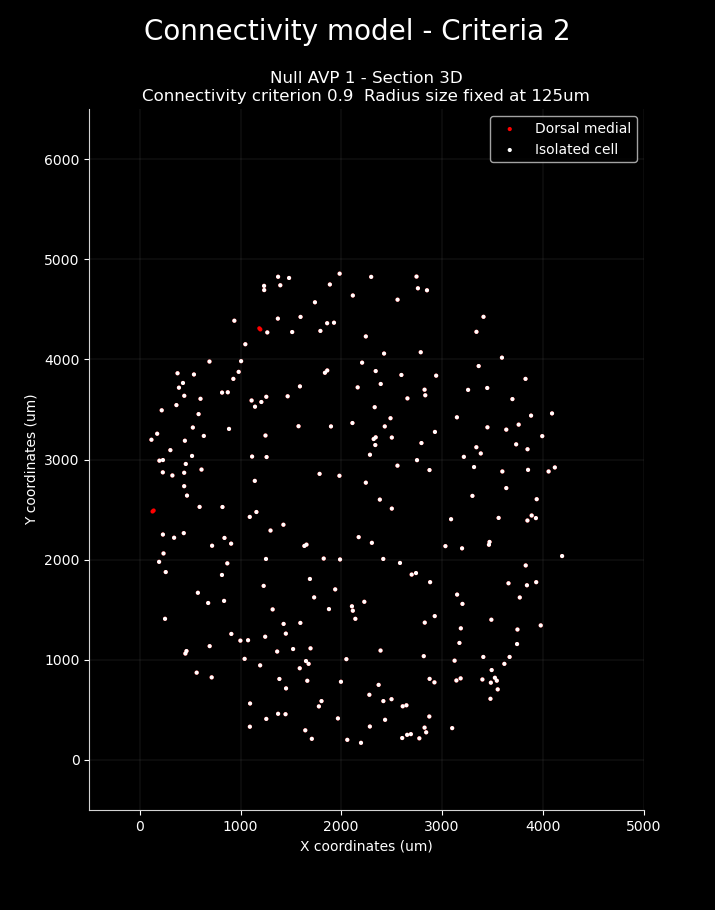 Connectivity model - Criteria 2
Null AVP 1 - Section 3D
Connectivity criterion 0.9  Radius size fixed at 125um
Dorsal medial
Isolated cell
6000
5000
4000
3000
2000
1000
0
Y coordinates (um)
0 1000 2000 3000 4000 5000
X coordinates (um)